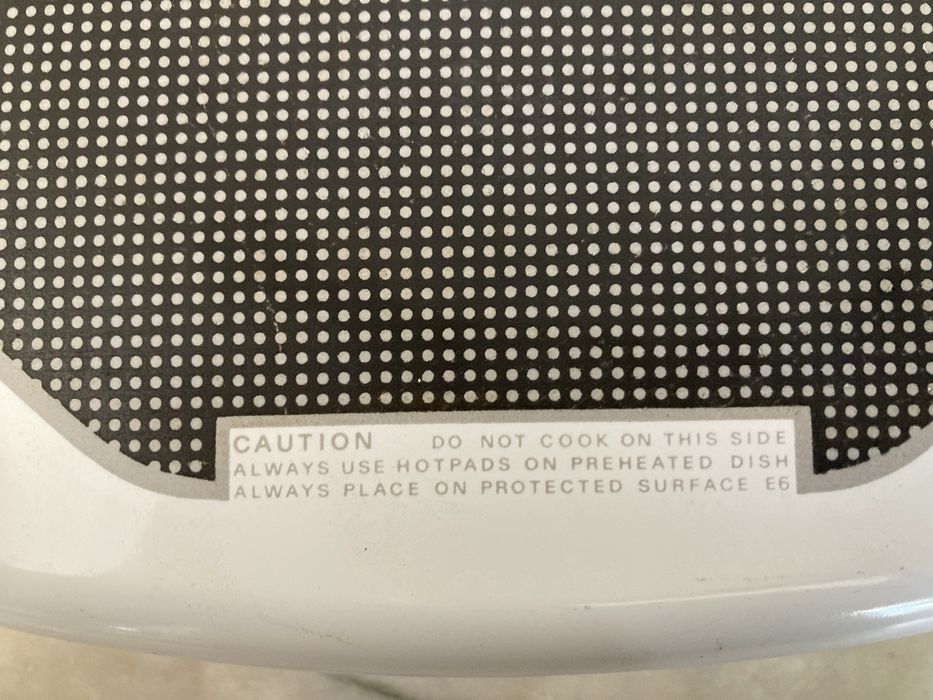 CAUTION DO NOT COOK ON THIS SIDE
ALWAYS USE HOTPADS ON PREHEATED DISH
ALWAYS PLACE ON PROTECTED SURFACE E6